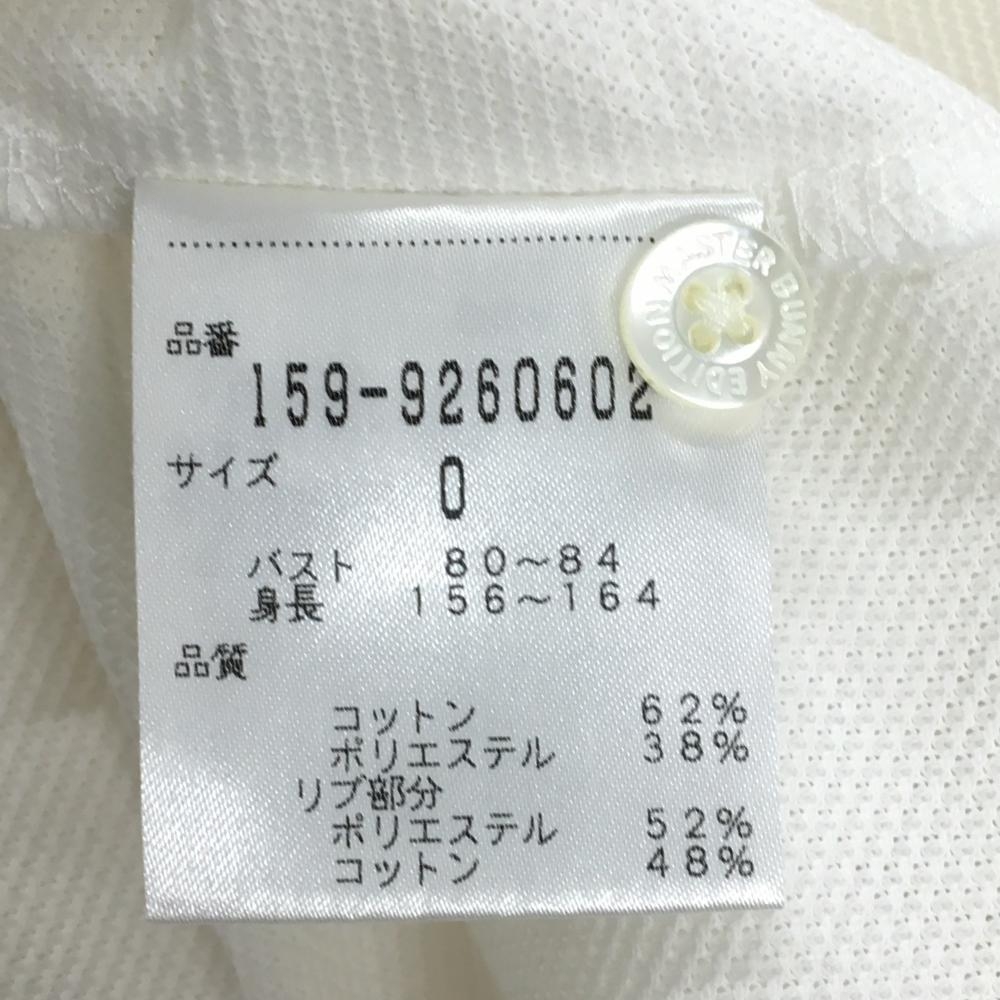 MASTER BUNNY EDITION
品番
159-9260602
サイズ 0
バスト 80～84
身長 156～164
品質
コットン 62%
ポリエステル 38%
リブ部分
ポリエステル 52%
コットン 48%